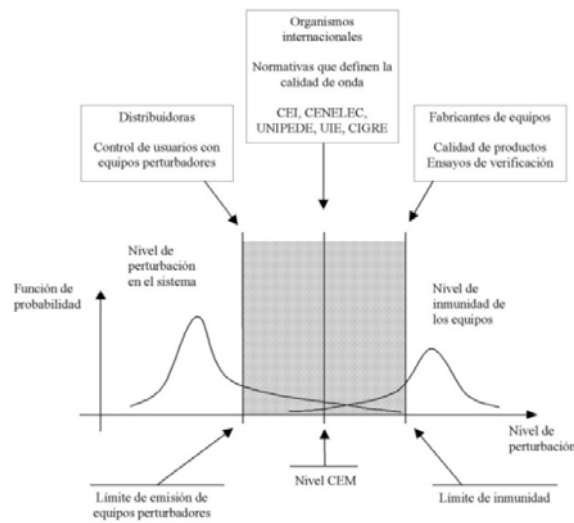 Organismos
internacionales
Normativas que definen la
calidad de onda
CEI, CENELEC,
UNIPEDE, UIE, CIGRE
Distribuidoras
Control de usuarios con
equipos perturbadores
Fabricantes de equipos
Calidad de productos
Ensayos de verificación
Nivel de
perturbación
en el sistema
Función de
probabilidad
Nivel de
inmunidad de
los equipos
Nivel de
perturbación
Nivel CEM
Límite de emisión de
equipos perturbadores
Límite de inmunidad